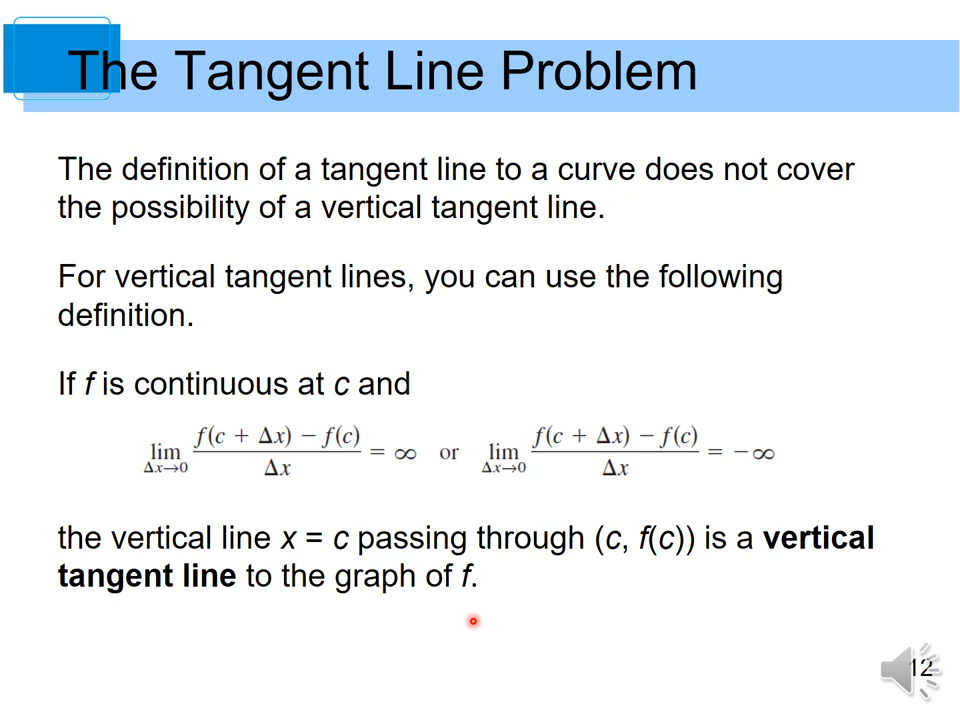 The Tangent Line Problem
The definition of a tangent line to a curve does not cover
the possibility of a vertical tangent line.
For vertical tangent lines, you can use the following
definition.
If f is continuous at c and
lim Δx→0 f(c + Δx) − f(c) / Δx = ∞ or lim Δx→0 f(c + Δx) − f(c) / Δx = −∞
the vertical line x = c passing through (c, f(c)) is a vertical
tangent line to the graph of f.
12